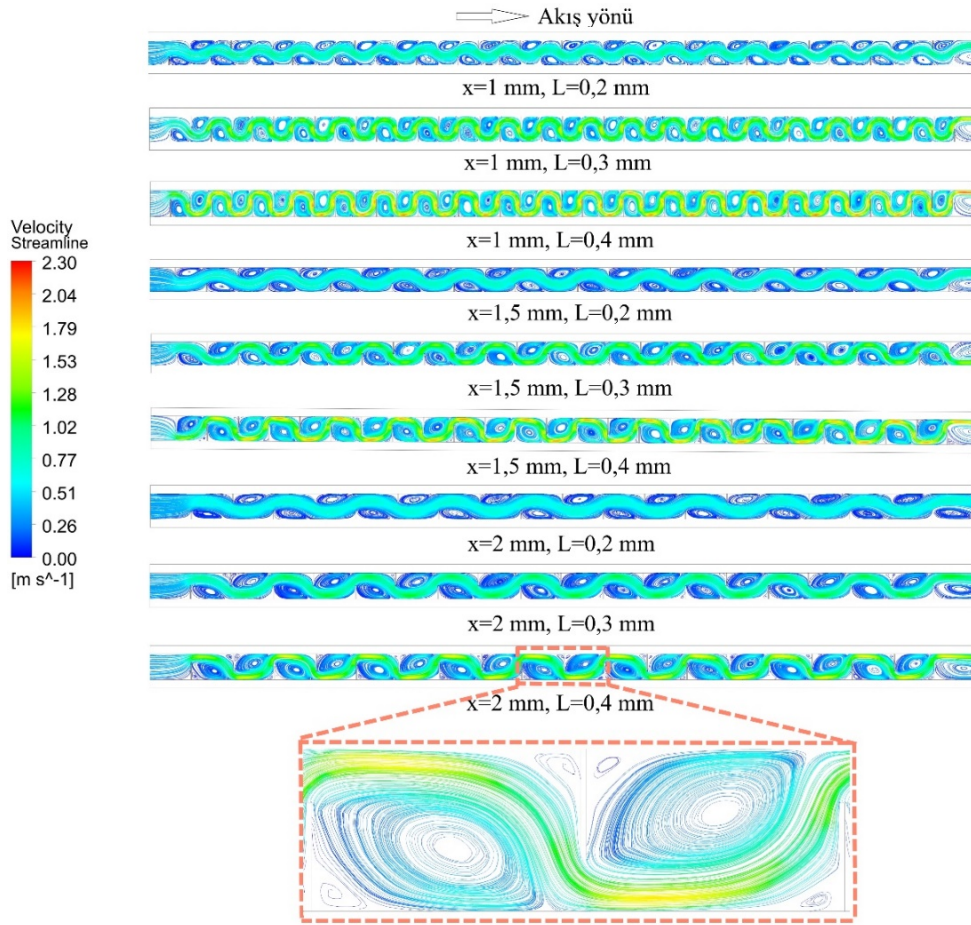 Akış yönü
x=1 mm, L=0,2 mm
x=1 mm, L=0,3 mm
x=1 mm, L=0,4 mm
x=1,5 mm, L=0,2 mm
x=1,5 mm, L=0,3 mm
x=1,5 mm, L=0,4 mm
x=2 mm, L=0,2 mm
x=2 mm, L=0,3 mm
x=2 mm, L=0,4 mm
Velocity
Streamline
2.30
2.04
1.79
1.53
1.28
1.02
0.77
0.51
0.26
0.00
[m s^-1]